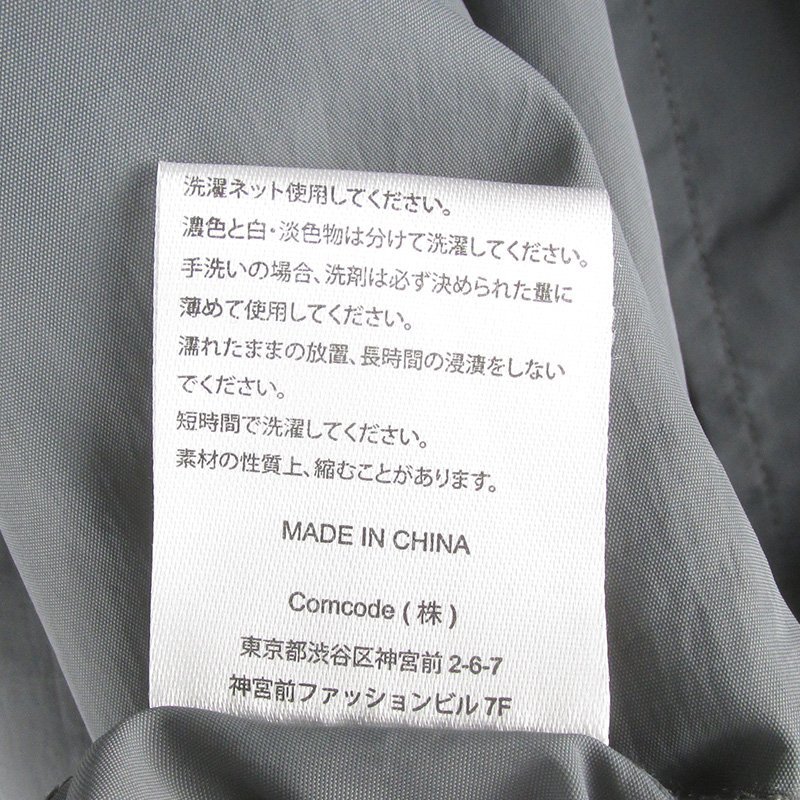 洗濯ネット使用してください。
濃色と白・淡色物は分けて洗濯してください。
手洗いの場合、洗剤は必ず決められた量に
薄めて使用してください。
濡れたままの放置、長時間の浸漬をしない
でください。
短時間で洗濯してください。
素材の性質上、縮むことがあります。
MADE IN CHINA
Comcode (株)
東京都渋谷区神宮前 2-6-7
神宮前ファッションビル 7F